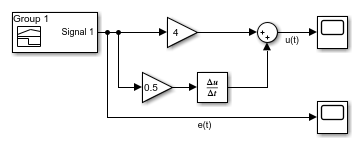 Group 1
Signal 1
4
+
+
u(t)
0.5
Δu
Δt
e(t)